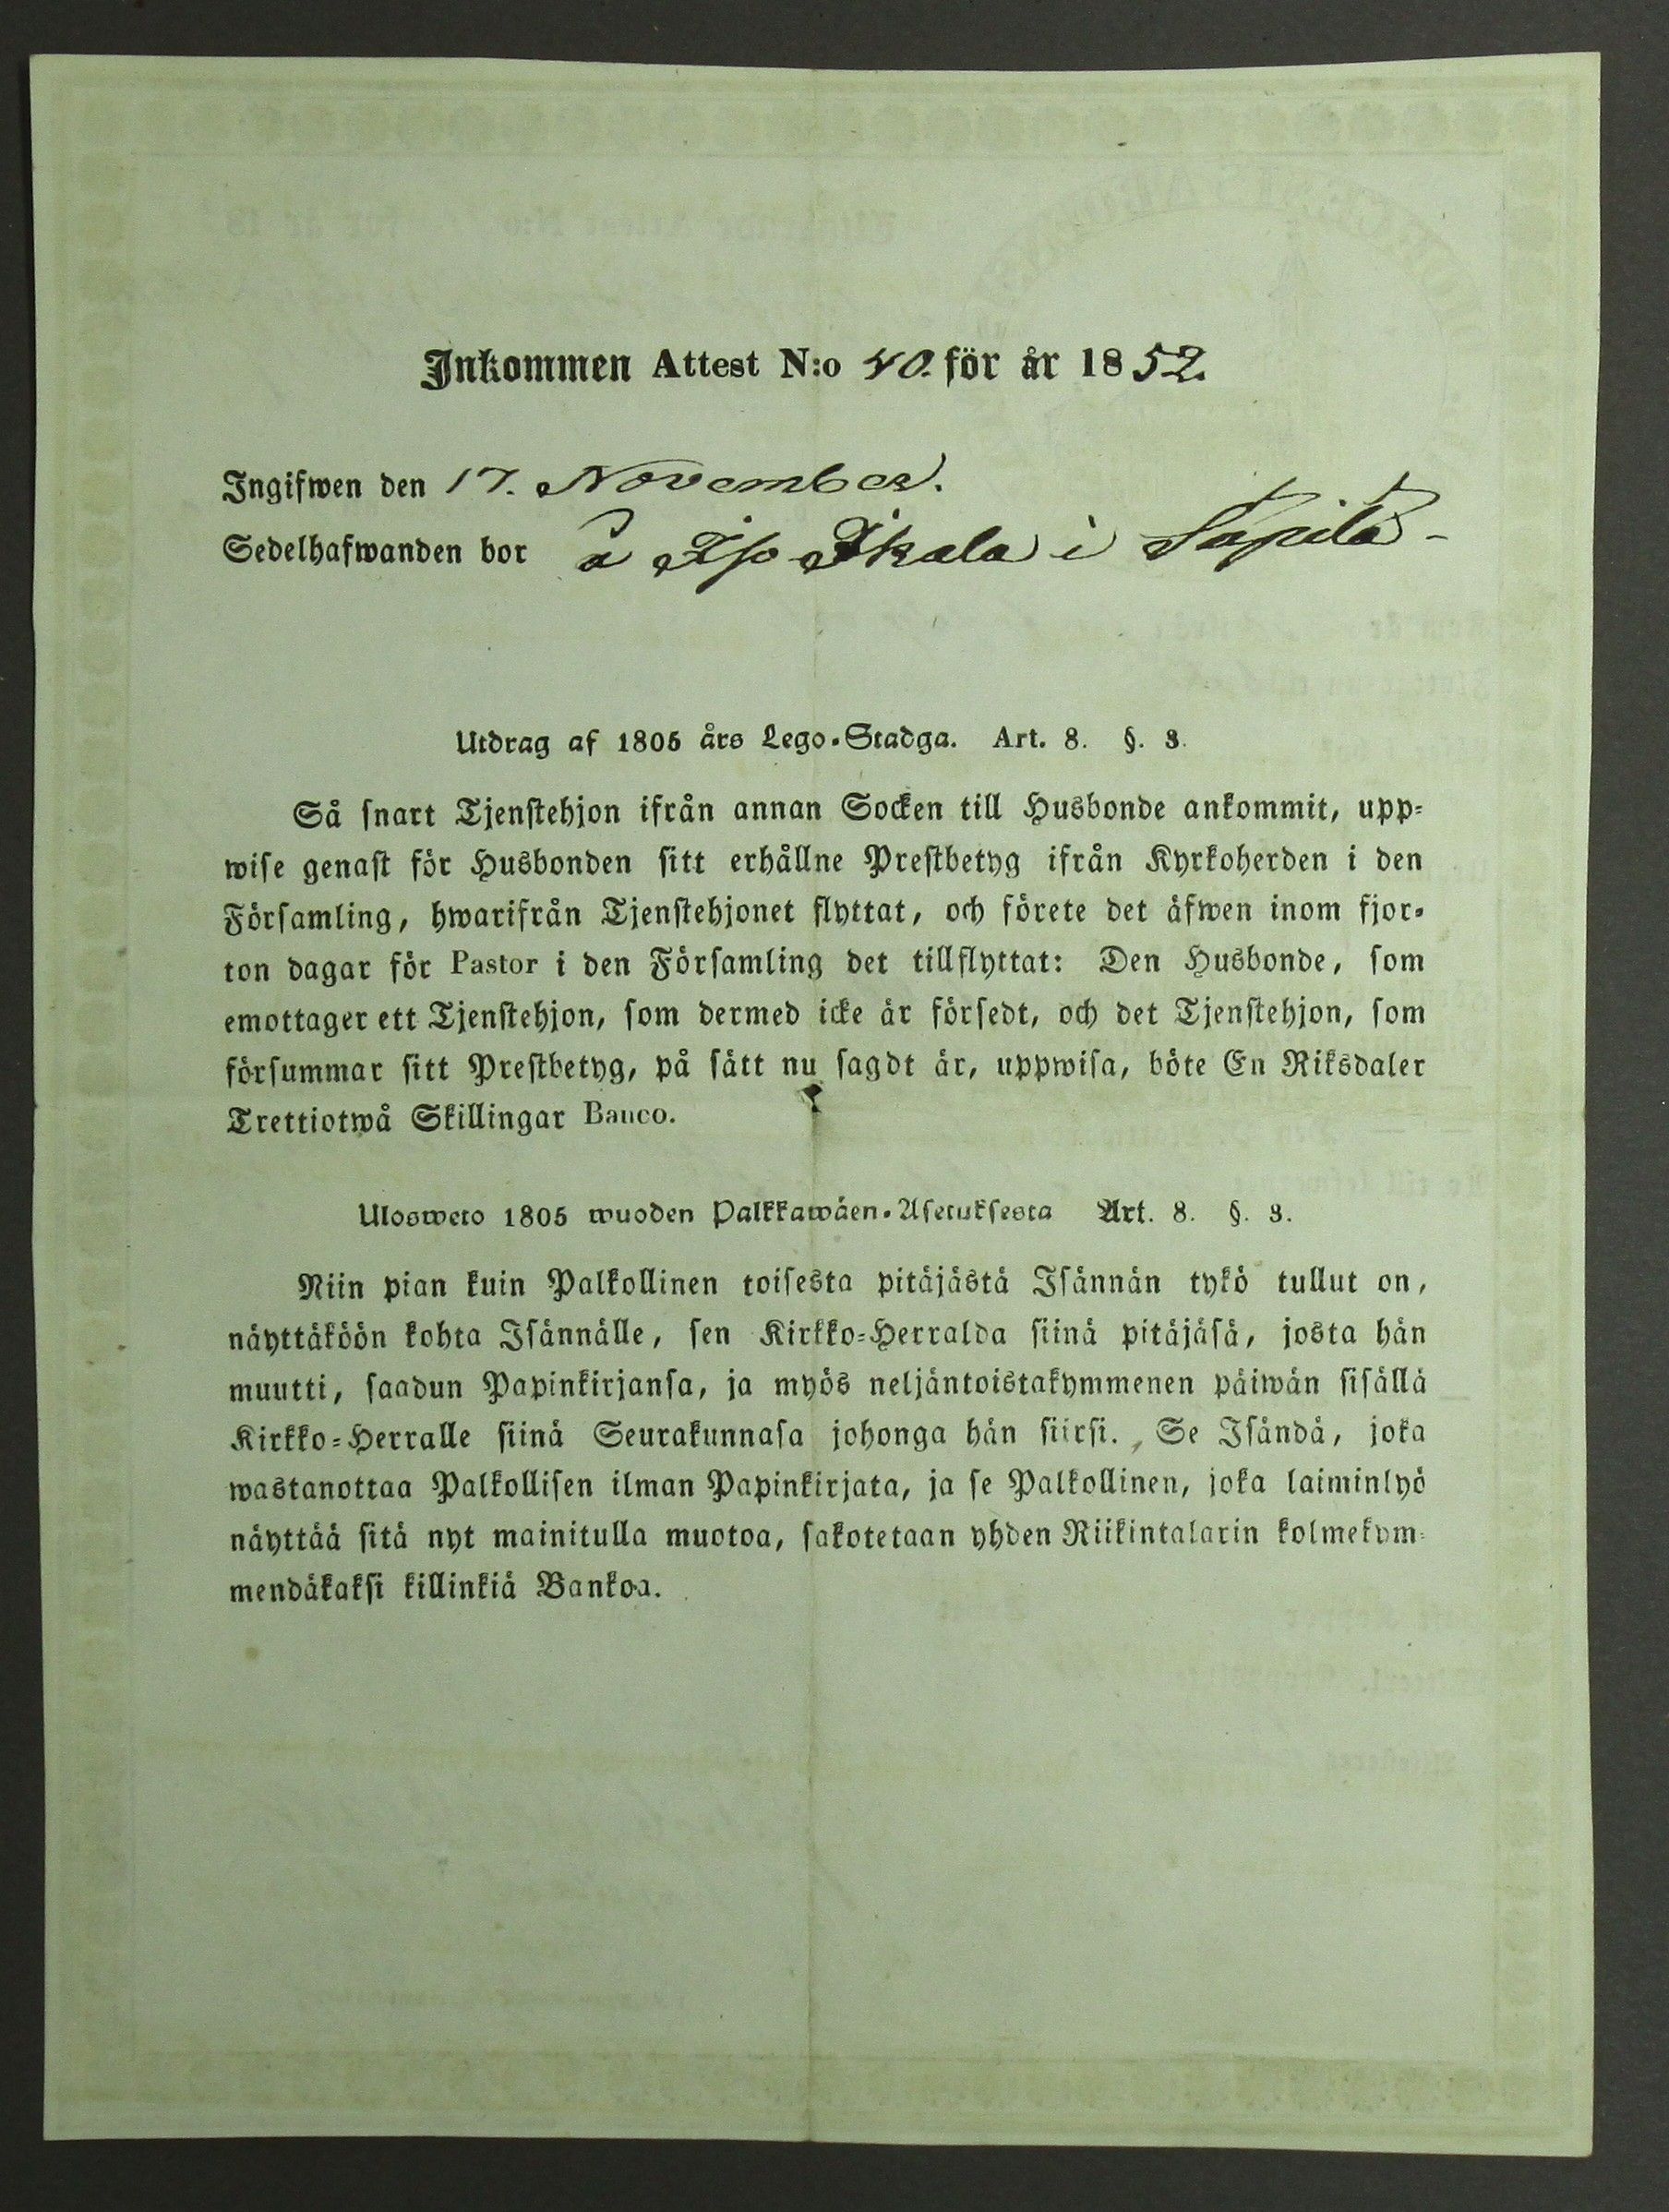 Inkommen Attest N:o 40. för år 1852.
Ingifwen den 17. November.
Sedelhafwanden bor å Iso Ikala i Sapila -
Utdrag af 1805 års Lego-Stadga. Art. 8. §. 3.
Så snart Tjenstehjon ifrån annan Socken till Husbonde ankommit, upp-
wise genast för Husbonden sitt erhållne Prestbetyg ifrån Kyrkoherden i den
Församling, hwarifrån Tjenstehjonet flyttat, och förete det äfwen inom fjor-
ton dagar för Pastor i den Församling det tillflyttat: Den Husbonde, som
emottager ett Tjenstehjon, som dermed icke är försedt, och det Tjenstehjon, som
försummar sitt Prestbetyg, på sätt nu sagdt är, uppwisa, böte En Riksdaler
Trettiotwå Skillingar Banco.
Ulosweto 1805 wuoden Palkkawäen-Asetuksesta Art. 8. §. 3.
Niin pian kuin Palkollinen toisesta pitäjästä Isännän tykö tullut on,
näyttäköön kohta Isännälle, sen Kirkko-Herralda siinä pitäjäsä, josta hän
muutti, saadun Papinkirjansa, ja myös neljäntoistakymmenen päiwän sisällä
Kirkko-Herralle siinä Seurakunnasa johonga hän siirsi. Se Isändä, joka
wastanottaa Palkollisen ilman Papinkirjata, ja se Palkollinen, joka laiminlyö
näyttää sitä nyt mainitulla muotoa, sakotetaan yhden Riikintalarin kolmekym-
mendäkaksi killinkiä Bankoa.